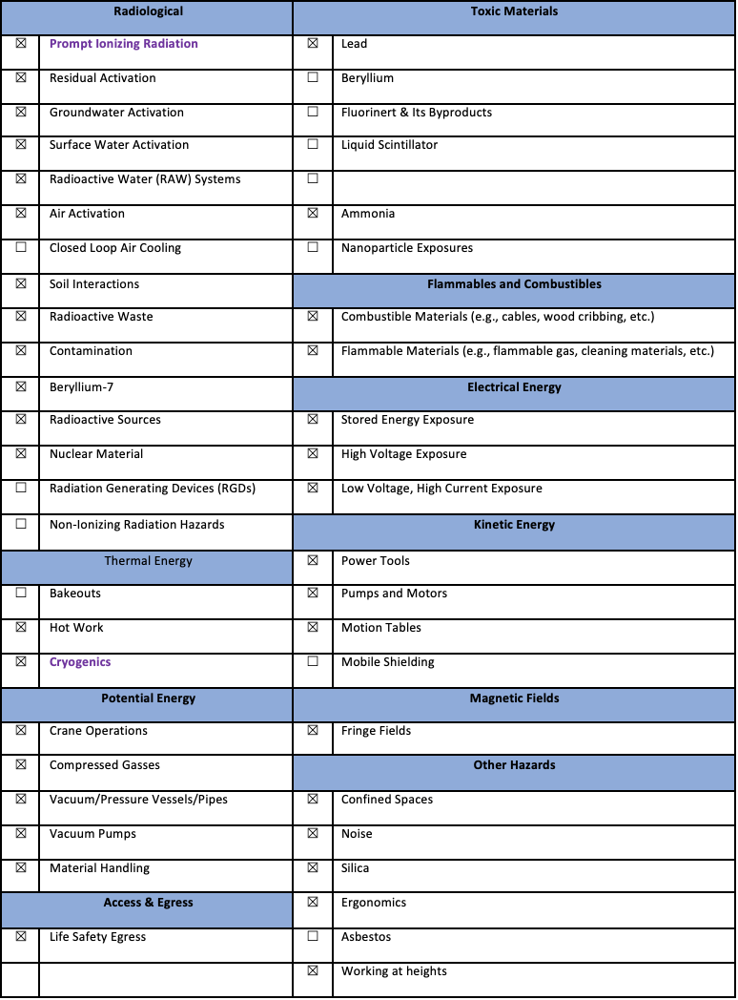 Radiological
☒ Prompt Ionizing Radiation
☒ Residual Activation
☒ Groundwater Activation
☒ Surface Water Activation
☒ Radioactive Water (RAW) Systems
☒ Air Activation
☐ Closed Loop Air Cooling
☒ Soil Interactions
☒ Radioactive Waste
☒ Contamination
☒ Beryllium-7
☒ Radioactive Sources
☒ Nuclear Material
☐ Radiation Generating Devices (RGDs)
☐ Non-Ionizing Radiation Hazards
Thermal Energy
☐ Bakeouts
☒ Hot Work
☒ Cryogenics
Potential Energy
☒ Crane Operations
☒ Compressed Gasses
☒ Vacuum/Pressure Vessels/Pipes
☒ Vacuum Pumps
☒ Material Handling
Access & Egress
☒ Life Safety Egress
Toxic Materials
☒ Lead
☐ Beryllium
☐ Fluorinert & Its Byproducts
☐ Liquid Scintillator
☐
☒ Ammonia
☐ Nanoparticle Exposures
Flammables and Combustibles
☒ Combustible Materials (e.g., cables, wood cribbing, etc.)
☒ Flammable Materials (e.g., flammable gas, cleaning materials, etc.)
Electrical Energy
☒ Stored Energy Exposure
☒ High Voltage Exposure
☒ Low Voltage, High Current Exposure
Kinetic Energy
☒ Power Tools
☒ Pumps and Motors
☒ Motion Tables
☐ Mobile Shielding
Magnetic Fields
☒ Fringe Fields
Other Hazards
☒ Confined Spaces
☒ Noise
☒ Silica
☒ Ergonomics
☐ Asbestos
☒ Working at heights